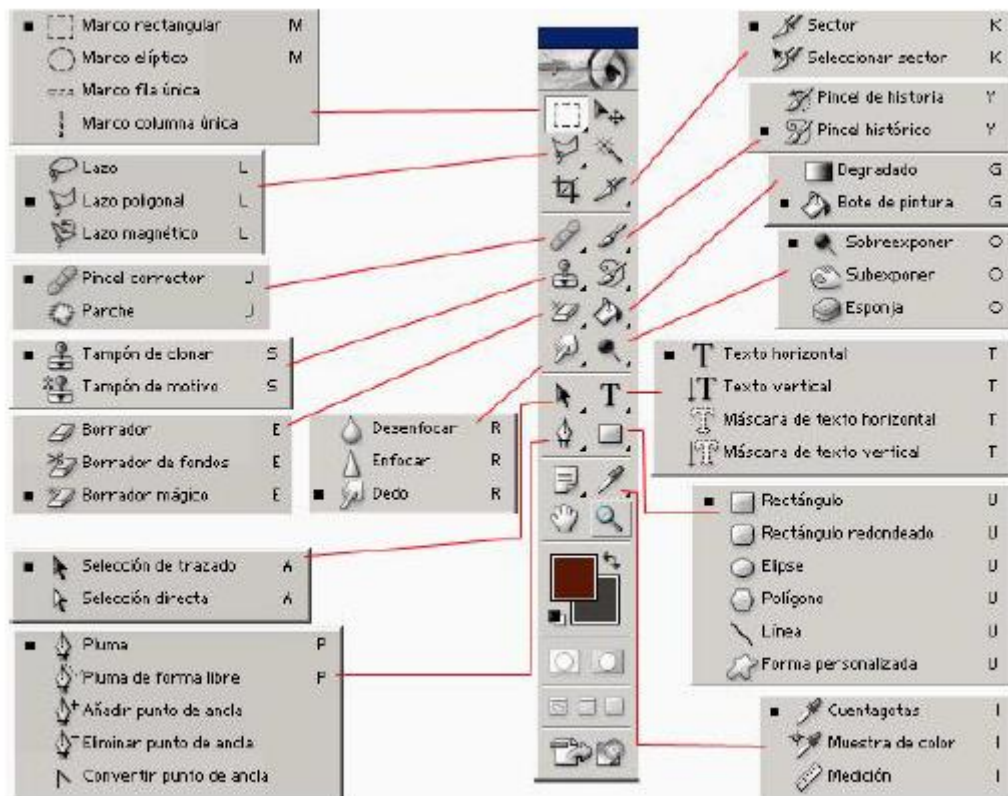 Marco rectangular M
Marco elíptico M
Marco fila única
Marco columna única
Lazo L
Lazo poligonal L
Lazo magnético L
Pincel corrector J
Parche J
Tampón de clonar S
Tampón de motivo S
Borrador E
Borrador de fondos E
Borrador mágico E
Desenfocar R
Enfocar R
Dedo R
Selección de trazado A
Selección directa A
Pluma P
Pluma de forma libre P
Añadir punto de ancla
Eliminar punto de ancla
Convertir punto de ancla
Sector K
Seleccionar sector K
Pincel de historia Y
Pincel histórico Y
Degradado G
Bote de pintura G
Sobreexponer O
Subexponer O
Esponja O
Texto horizontal T
Texto vertical T
Máscara de texto horizontal T
Máscara de texto vertical T
Rectángulo U
Rectángulo redondeado U
Elipse U
Polígono U
Línea U
Forma personalizada U
Cuentagotas I
Muestra de color I
Medición I